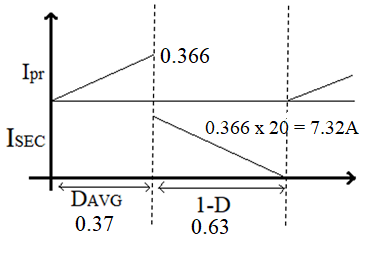 Ipr
0.366
ISEC
0.366 x 20 = 7.32A
DAVG
0.37
1-D
0.63